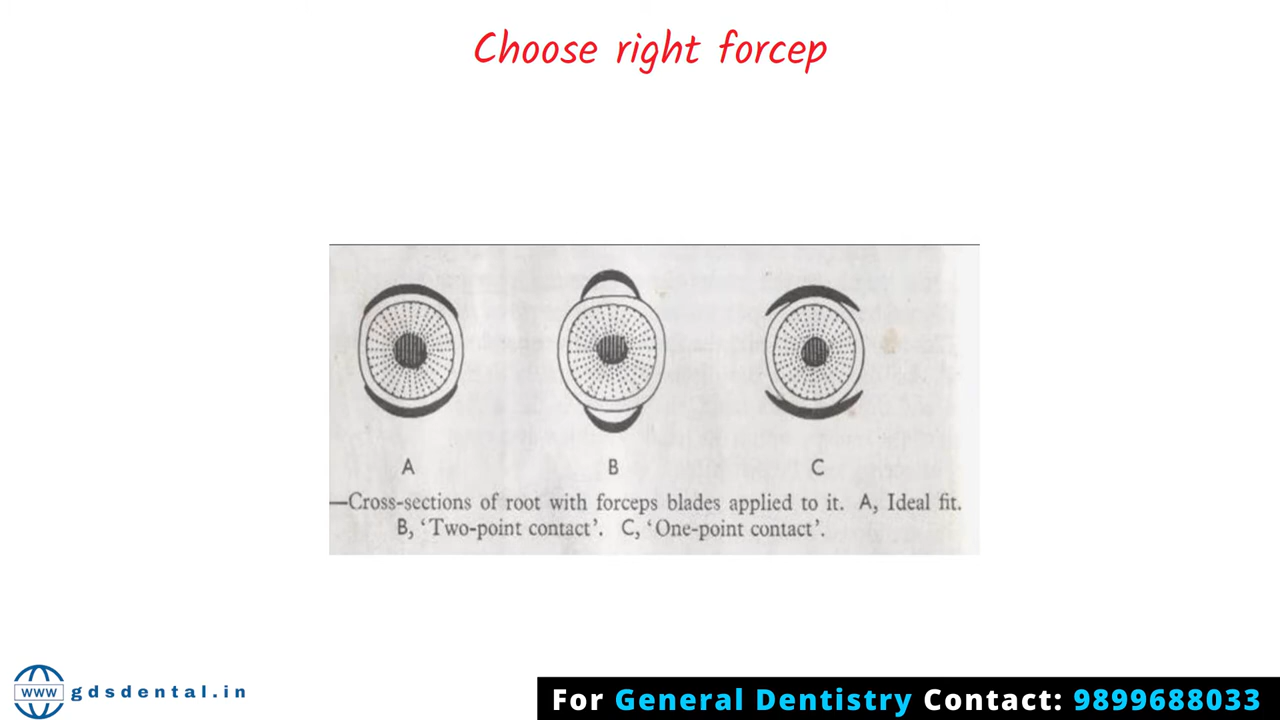 Choose right forcep
A B C
—Cross-sections of root with forceps blades applied to it. A, Ideal fit.
B, ‘Two-point contact’. C, ‘One-point contact’.
www gdsdental.in
For General Dentistry Contact: 9899688033